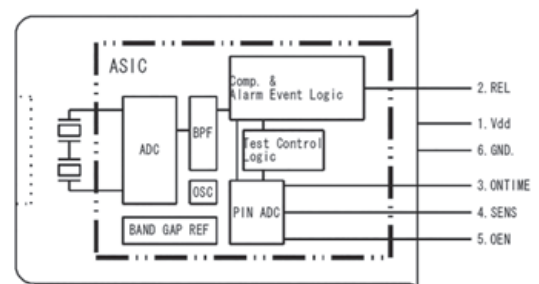 ASIC
Comp. &
Alarm Event Logic
2. REL
1. Vdd
BPF
ADC
Test Control
Logic
6. GND.
OSC
PIN ADC
3. ONTIME
4. SENS
BAND GAP REF
5. OEN